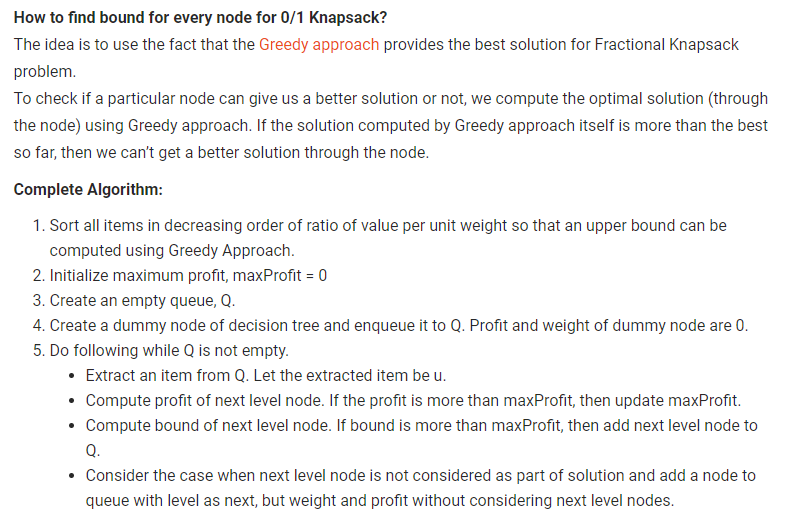 How to find bound for every node for 0/1 Knapsack?
The idea is to use the fact that the Greedy approach provides the best solution for Fractional Knapsack
problem.
To check if a particular node can give us a better solution or not, we compute the optimal solution (through
the node) using Greedy approach. If the solution computed by Greedy approach itself is more than the best
so far, then we can’t get a better solution through the node.
Complete Algorithm:
1. Sort all items in decreasing order of ratio of value per unit weight so that an upper bound can be
computed using Greedy Approach.
2. Initialize maximum profit, maxProfit = 0
3. Create an empty queue, Q.
4. Create a dummy node of decision tree and enqueue it to Q. Profit and weight of dummy node are 0.
5. Do following while Q is not empty.
• Extract an item from Q. Let the extracted item be u.
• Compute profit of next level node. If the profit is more than maxProfit, then update maxProfit.
• Compute bound of next level node. If bound is more than maxProfit, then add next level node to
Q.
• Consider the case when next level node is not considered as part of solution and add a node to
queue with level as next, but weight and profit without considering next level nodes.